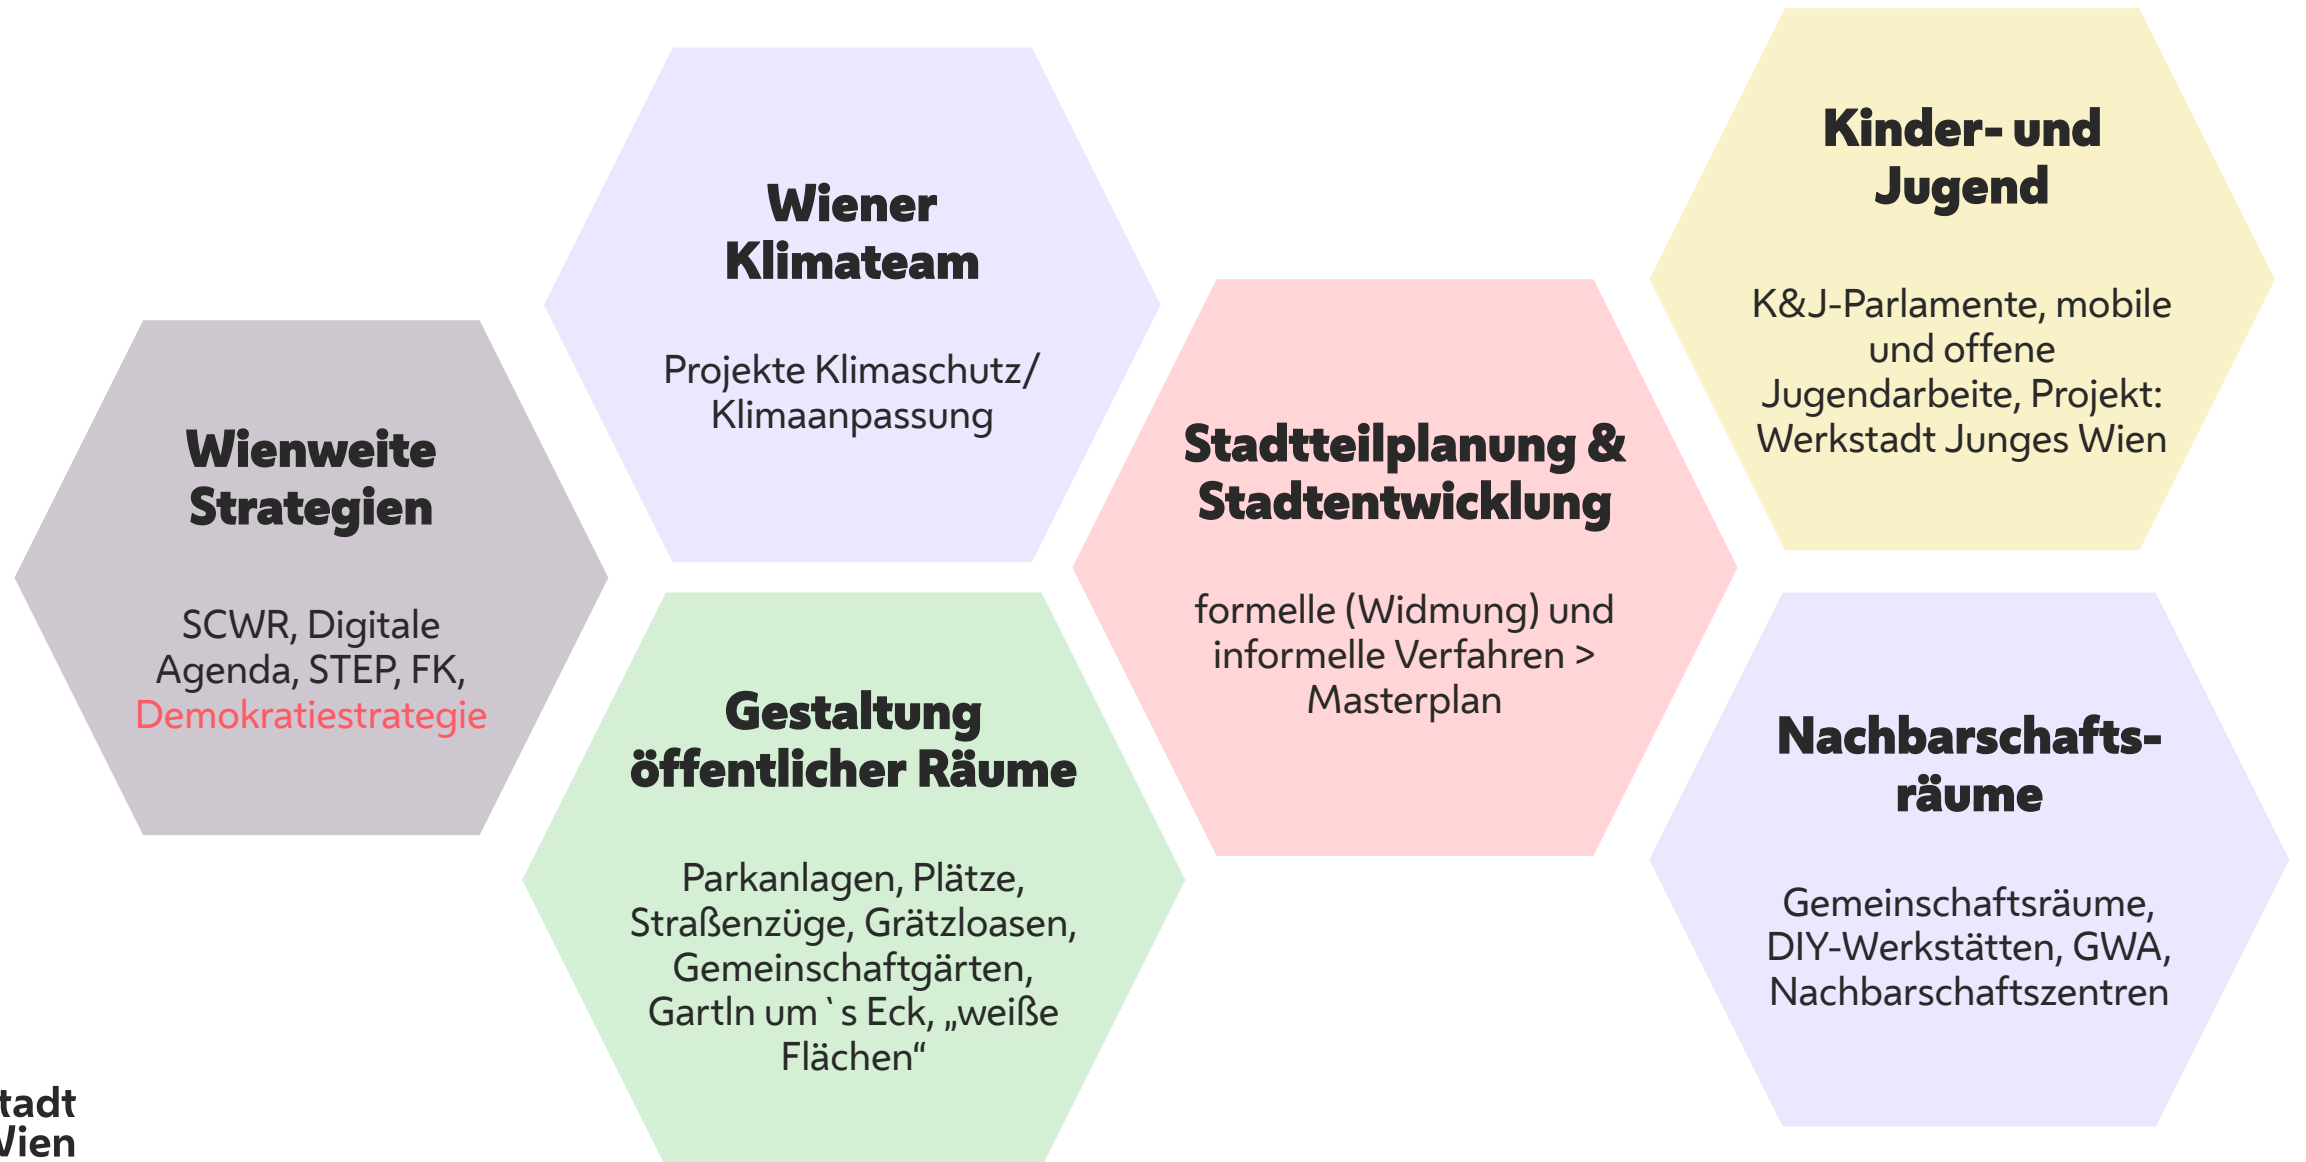 Wienweite
Strategien
SCWR, Digitale
Agenda, STEP, FK,
Demokratiestrategie
Wiener
Klimateam
Projekte Klimaschutz/
Klimaanpassung
Gestaltung
öffentlicher Räume
Parkanlagen, Plätze,
Straßenzüge, Grätzloasen,
Gemeinschaftgärten,
Gartln um`s Eck, „weiße
Flächen“
Stadtteilplanung &
Stadtentwicklung
formelle (Widmung) und
informelle Verfahren >
Masterplan
Kinder- und
Jugend
K&J-Parlamente, mobile
und offene
Jugendarbeite, Projekt:
Werkstadt Junges Wien
Nachbarschafts-
räume
Gemeinschaftsräume,
DIY-Werkstätten, GWA,
Nachbarschaftszentren
tadt
Wien